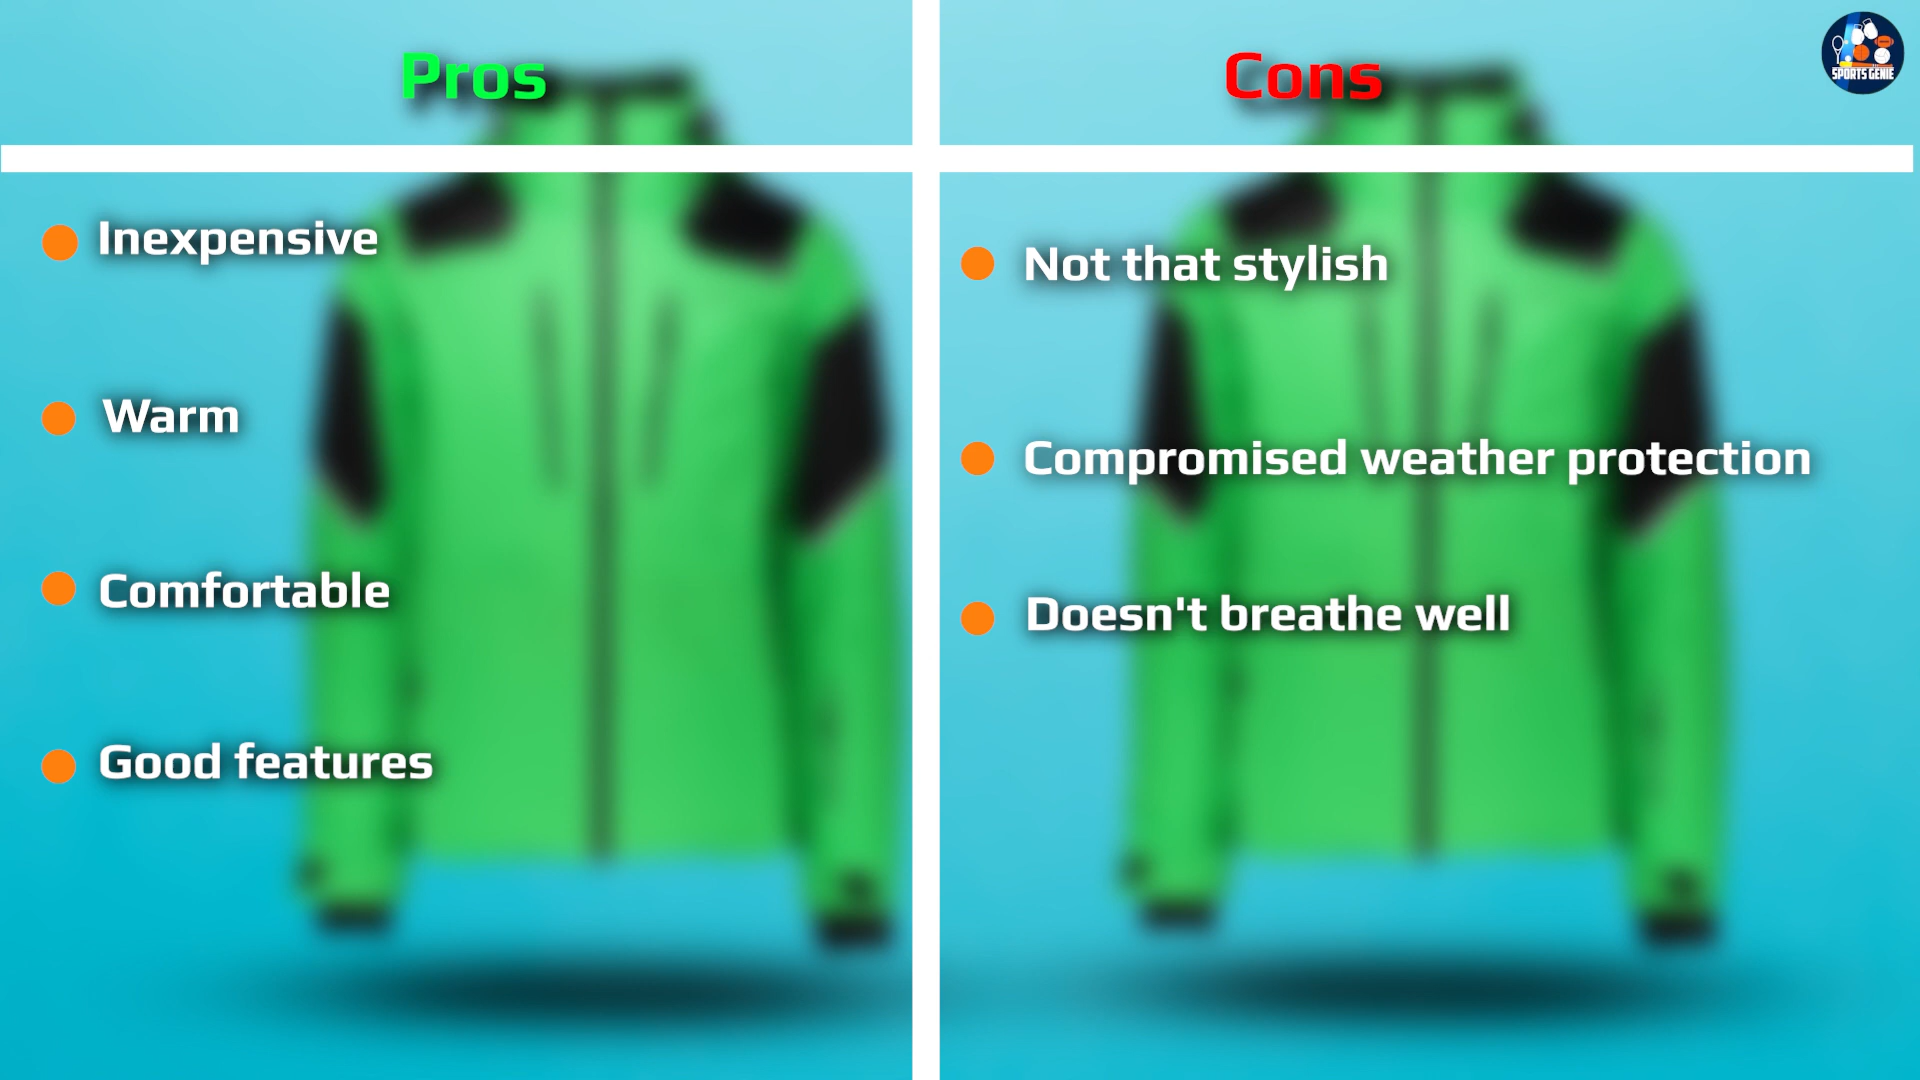 Pros
Inexpensive
Warm
Comfortable
Good features
Cons
Not that stylish
Compromised weather protection
Doesn't breathe well
SPORTS GENIE